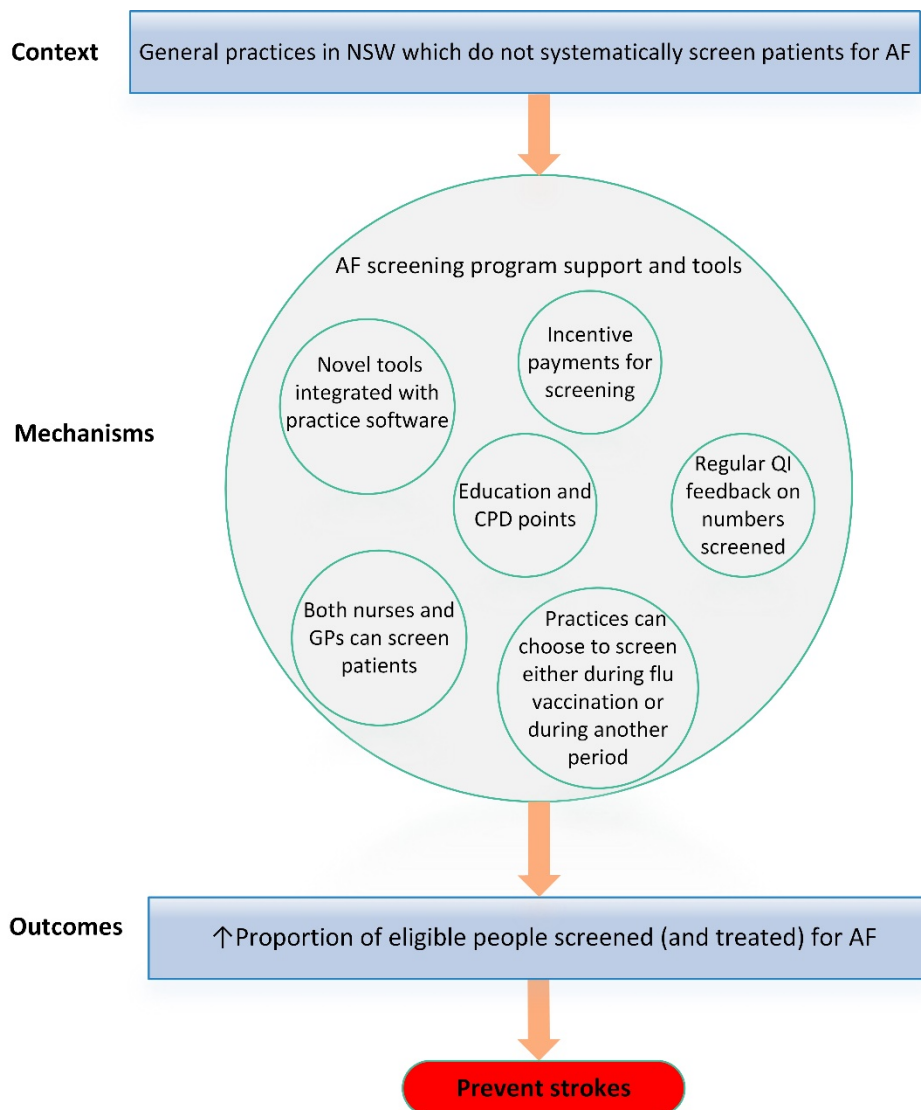 Context
General practices in NSW which do not systematically screen patients for AF
AF screening program support and tools
Novel tools
integrated with
practice software
Incentive
payments for
screening
Mechanisms
Education and
CPD points
Regular QI
feedback on
numbers
screened
Both nurses and
GPs can screen
patients
Practices can
choose to screen
either during flu
vaccination or
during another
period
Outcomes
↑Proportion of eligible people screened (and treated) for AF
Prevent strokes